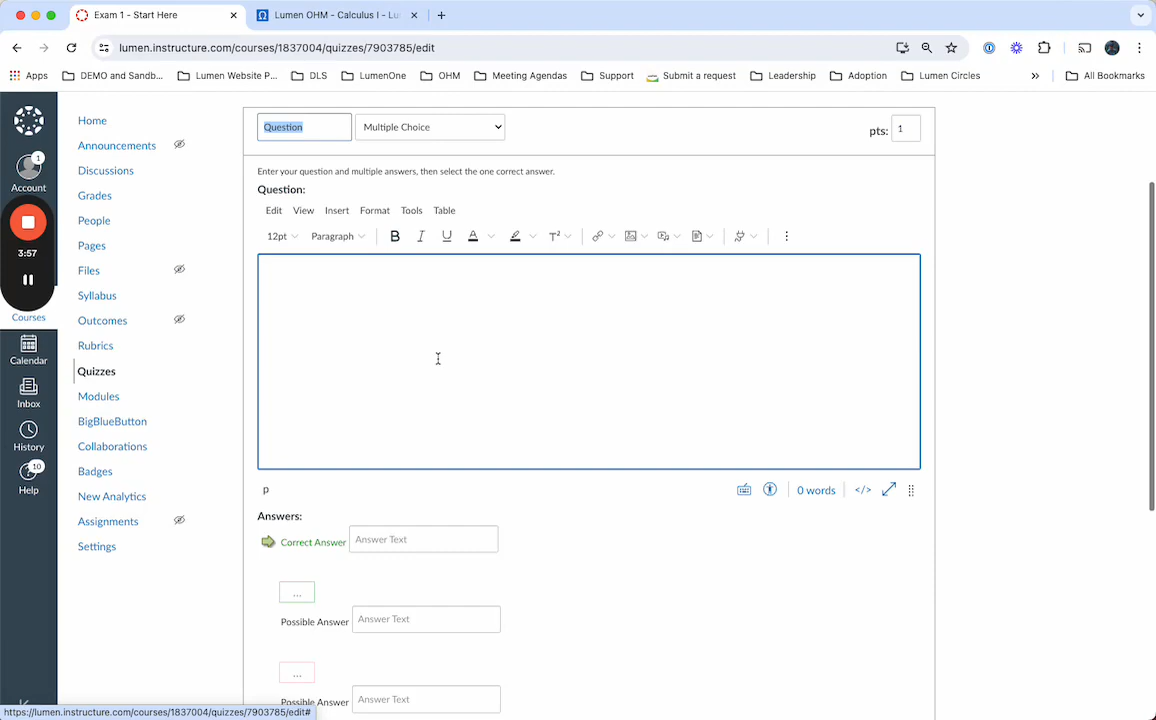 Exam 1 - Start Here
Lumen OHM - Calculus I - Lu
lumen.instructure.com/courses/1837004/quizzes/7903785/edit
Apps
DEMO and Sandb...
Lumen Website P...
DLS
LumenOne
OHM
Meeting Agendas
Support
Submit a request
Leadership
Adoption
Lumen Circles
All Bookmarks
1
Account
3:57
Courses
Calendar
Inbox
History
10
Help
Home
Announcements
Discussions
Grades
People
Pages
Files
Syllabus
Outcomes
Rubrics
Quizzes
Modules
BigBlueButton
Collaborations
Badges
New Analytics
Assignments
Settings
Question
Multiple Choice
pts: 1
Enter your question and multiple answers, then select the one correct answer.
Question:
Edit View Insert Format Tools Table
12pt Paragraph B I U A T²
p
0 words </>
Answers:
Correct Answer Answer Text
...
Possible Answer Answer Text
...
Possible Answer Answer Text
https://lumen.instructure.com/courses/1837004/quizzes/7903785/edit#